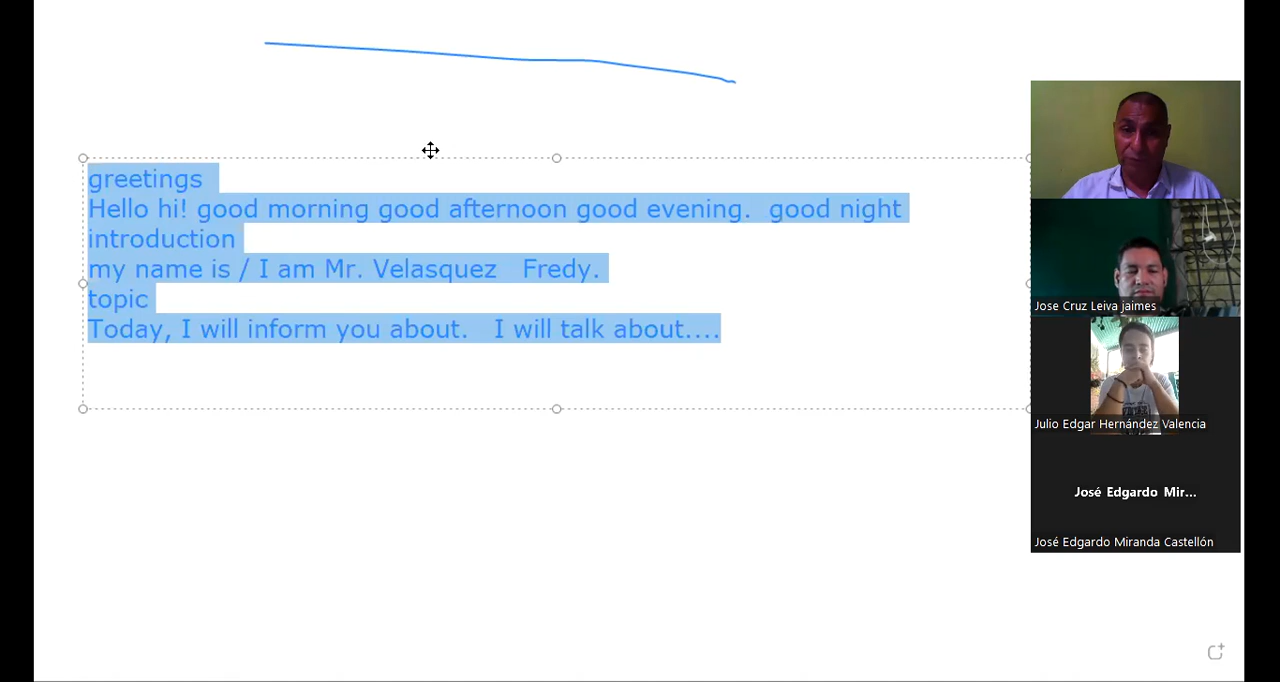 greetings
Hello hi! good morning good afternoon good evening.  good night
introduction
my name is / I am Mr. Velasquez   Fredy.
topic
Today, I will inform you about.   I will talk about....
Jose Cruz Leiva jaimes
Julio Edgar Hernández Valencia
José Edgardo Mir...
José Edgardo Miranda Castellón